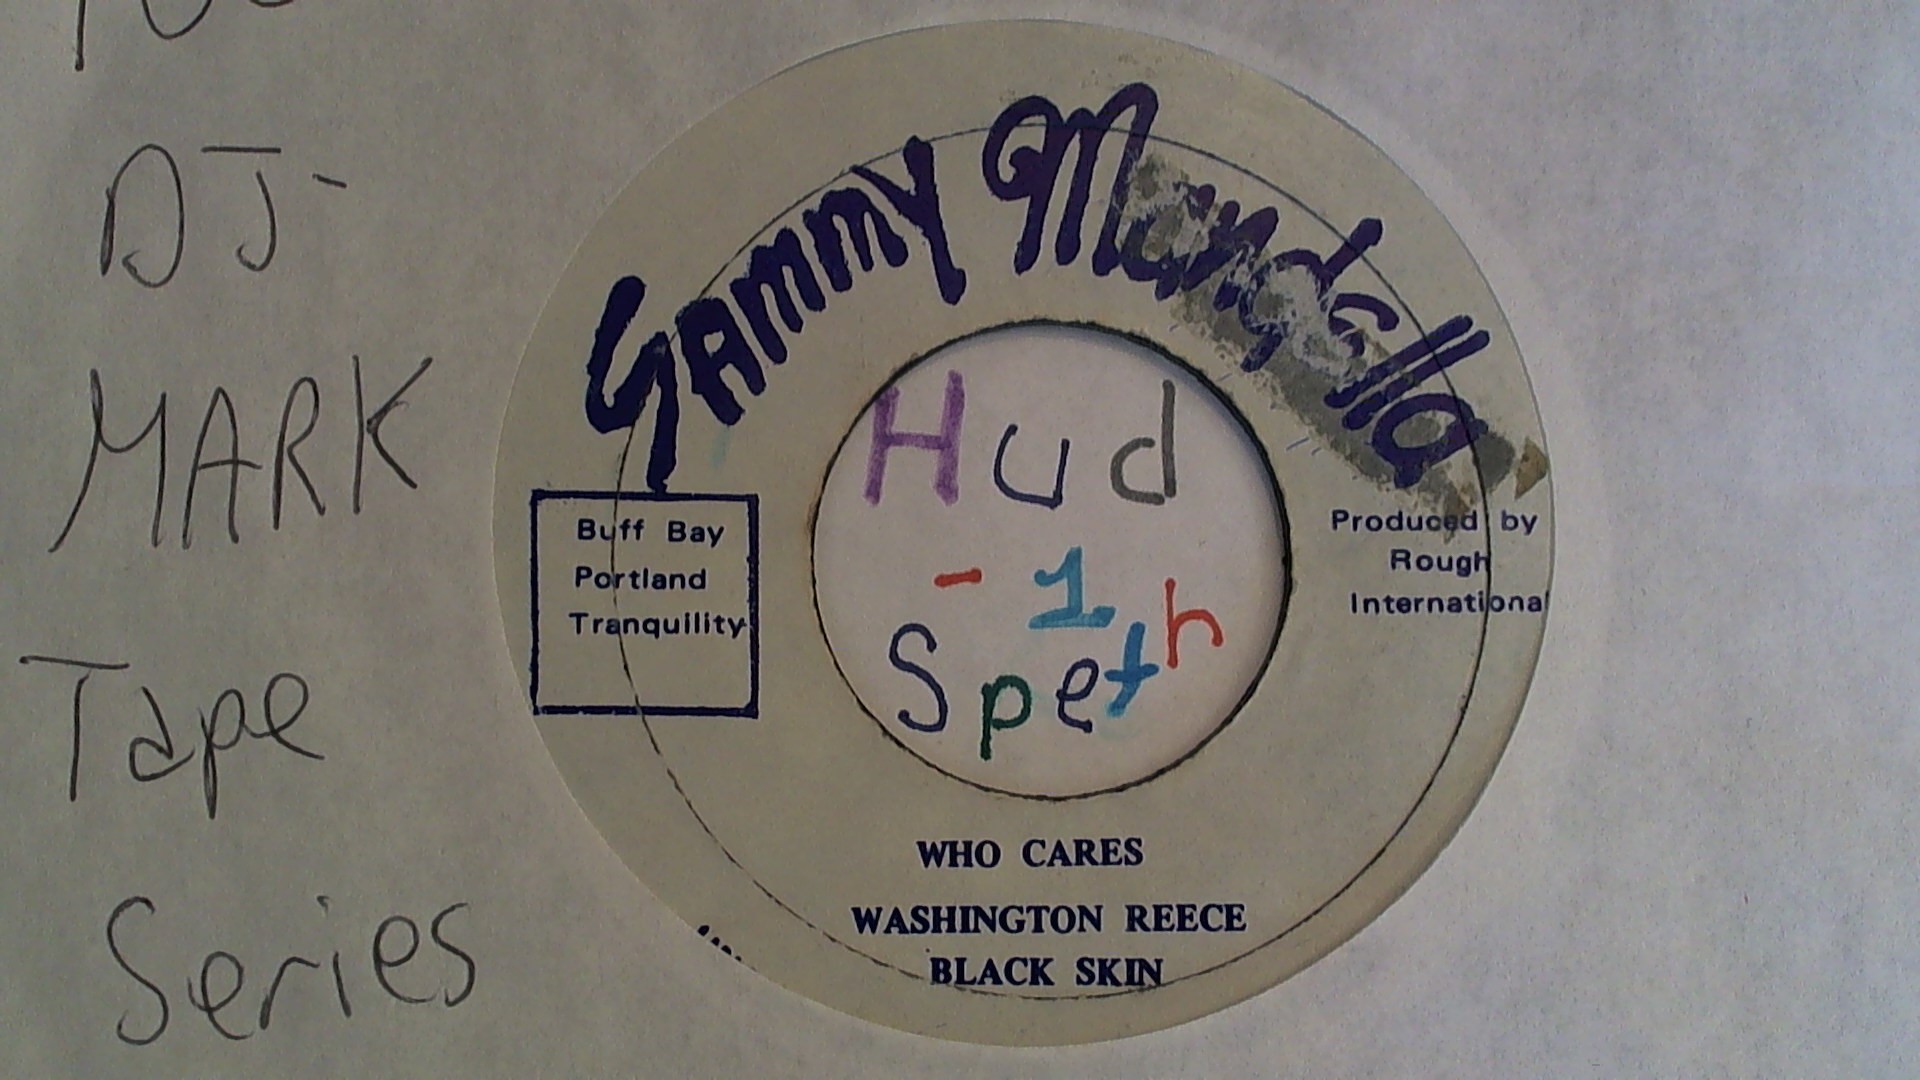 DJ-
MARK
Tape
Series
Sammy Mandella
Hud
- 1
Speth
Buff Bay
Portland
Tranquility
Produced by
Rough
International
WHO CARES
WASHINGTON REECE
BLACK SKIN